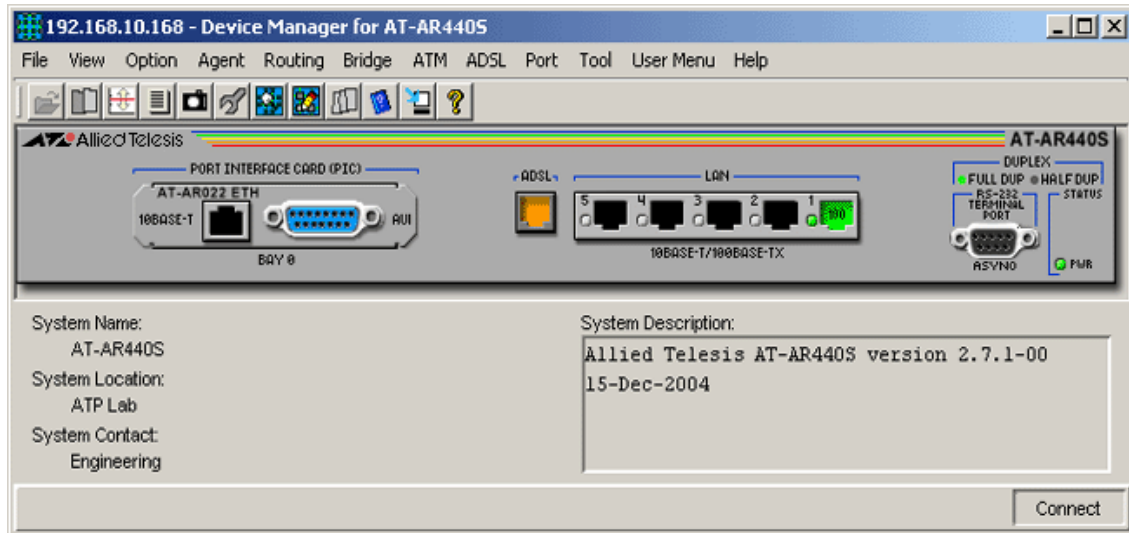 192.168.10.168 - Device Manager for AT-AR440S
File View Option Agent Routing Bridge ATM ADSL Port Tool User Menu Help
Allied Telesis
AT-AR440S
PORT INTERFACE CARD (PIC)
AT-AR022 ETH
10BASE-T
AUI
BAY 0
ADSL
LAN
5 4 3 2 1
100
10BASE-T/100BASE-TX
DUPLEX
FULL DUP HALF DUP
RS-232
TERMINAL
PORT
ASYN0
STATUS
PWR
System Name:
AT-AR440S
System Location:
ATP Lab
System Contact:
Engineering
System Description:
Allied Telesis AT-AR440S version 2.7.1-00
15-Dec-2004
Connect